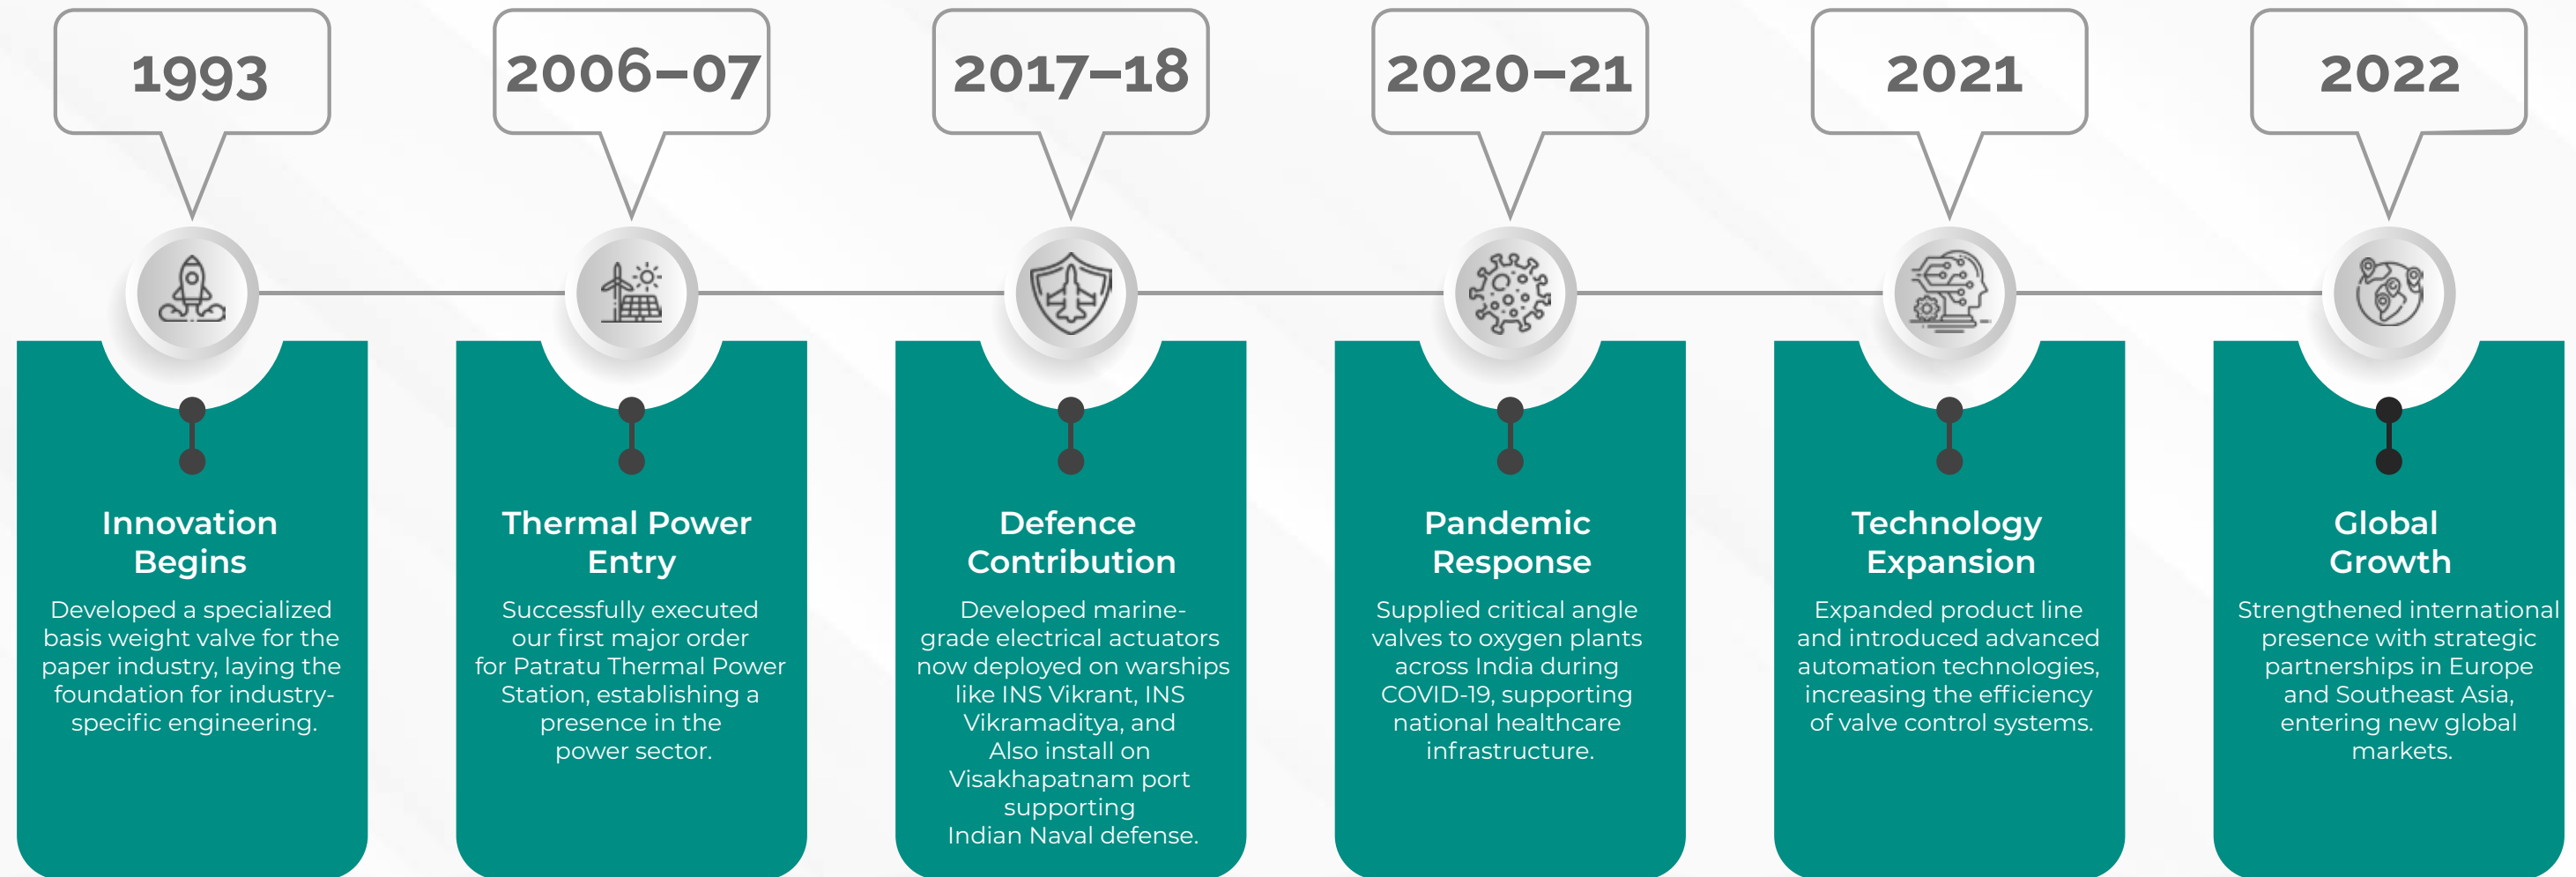 1993
Innovation
Begins
Developed a specialized
basis weight valve for the
paper industry, laying the
foundation for industry-
specific engineering.
2006–07
Thermal Power
Entry
Successfully executed
our first major order
for Patratu Thermal Power
Station, establishing a
presence in the
power sector.
2017–18
Defence
Contribution
Developed marine-
grade electrical actuators
now deployed on warships
like INS Vikrant, INS
Vikramaditya, and
Also install on
Visakhapatnam port
supporting
Indian Naval defense.
2020–21
Pandemic
Response
Supplied critical angle
valves to oxygen plants
across India during
COVID-19, supporting
national healthcare
infrastructure.
2021
Technology
Expansion
Expanded product line
and introduced advanced
automation technologies,
increasing the efficiency
of valve control systems.
2022
Global
Growth
Strengthened international
presence with strategic
partnerships in Europe
and Southeast Asia,
entering new global
markets.